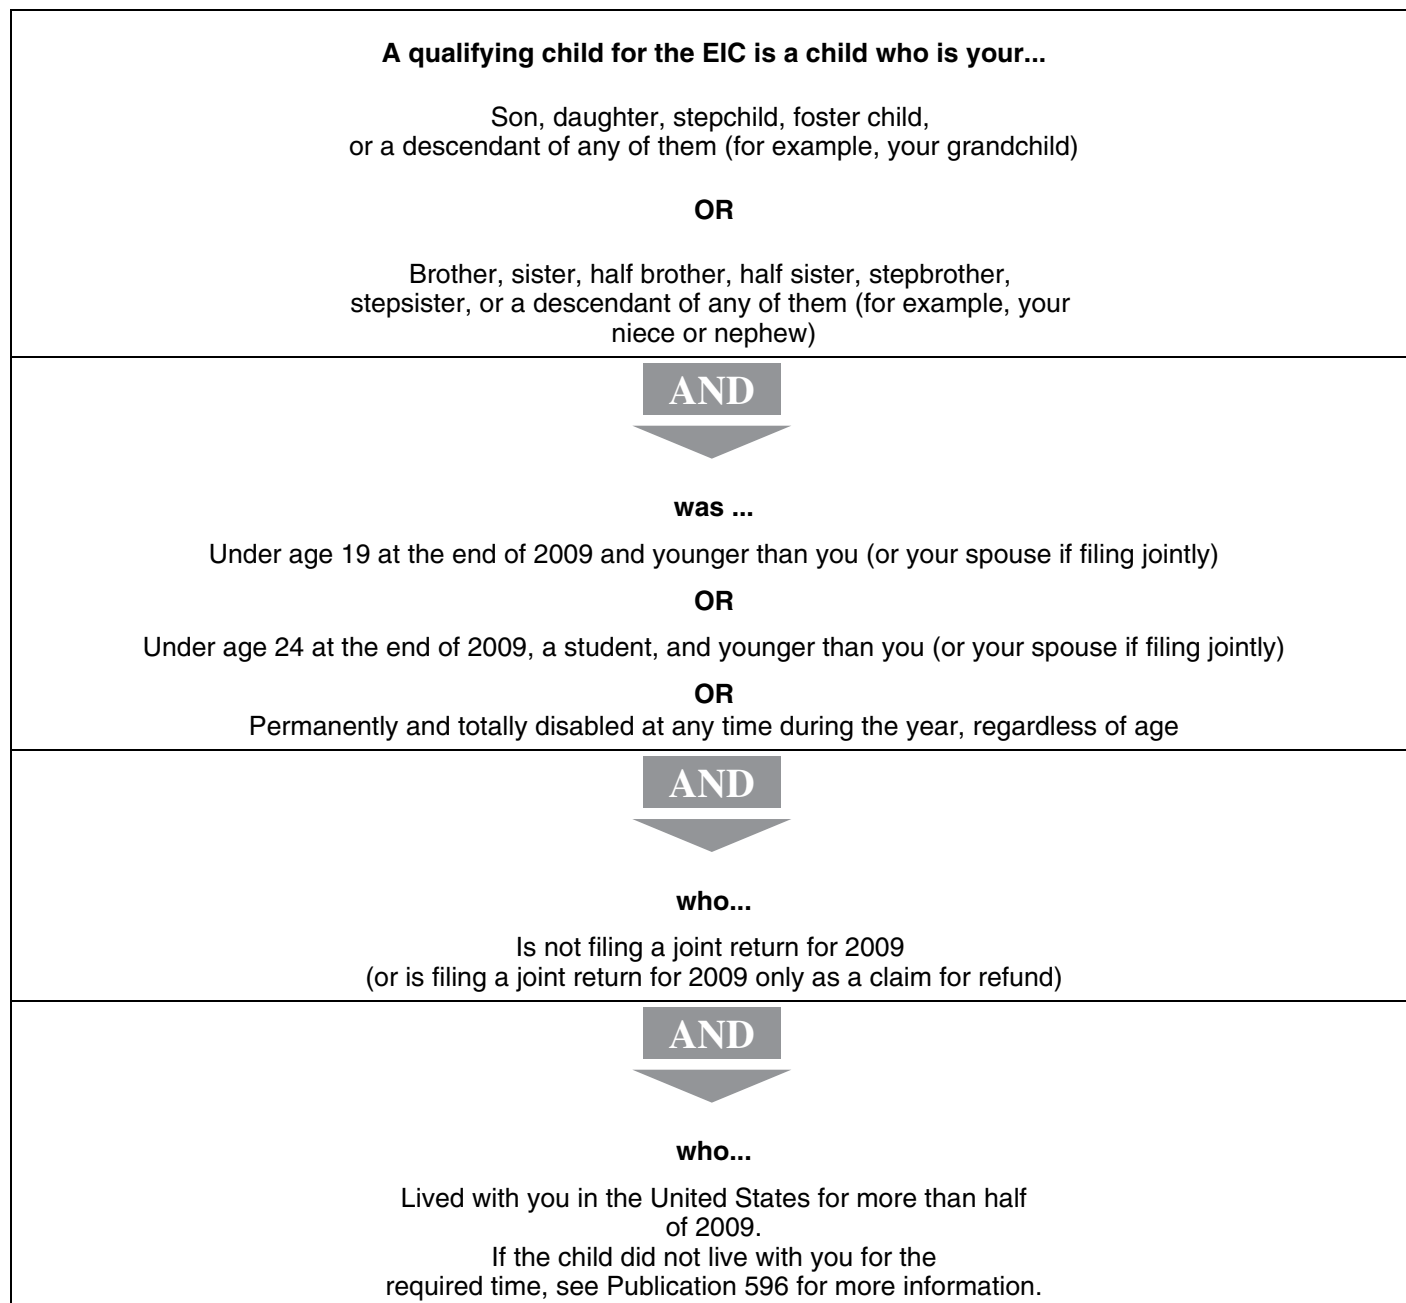 A qualifying child for the EIC is a child who is your...
Son, daughter, stepchild, foster child,
or a descendant of any of them (for example, your grandchild)
OR
Brother, sister, half brother, half sister, stepbrother,
stepsister, or a descendant of any of them (for example, your
niece or nephew)
AND
was ...
Under age 19 at the end of 2009 and younger than you (or your spouse if filing jointly)
OR
Under age 24 at the end of 2009, a student, and younger than you (or your spouse if filing jointly)
OR
Permanently and totally disabled at any time during the year, regardless of age
AND
who...
Is not filing a joint return for 2009
(or is filing a joint return for 2009 only as a claim for refund)
AND
who...
Lived with you in the United States for more than half
of 2009.
If the child did not live with you for the
required time, see Publication 596 for more information.